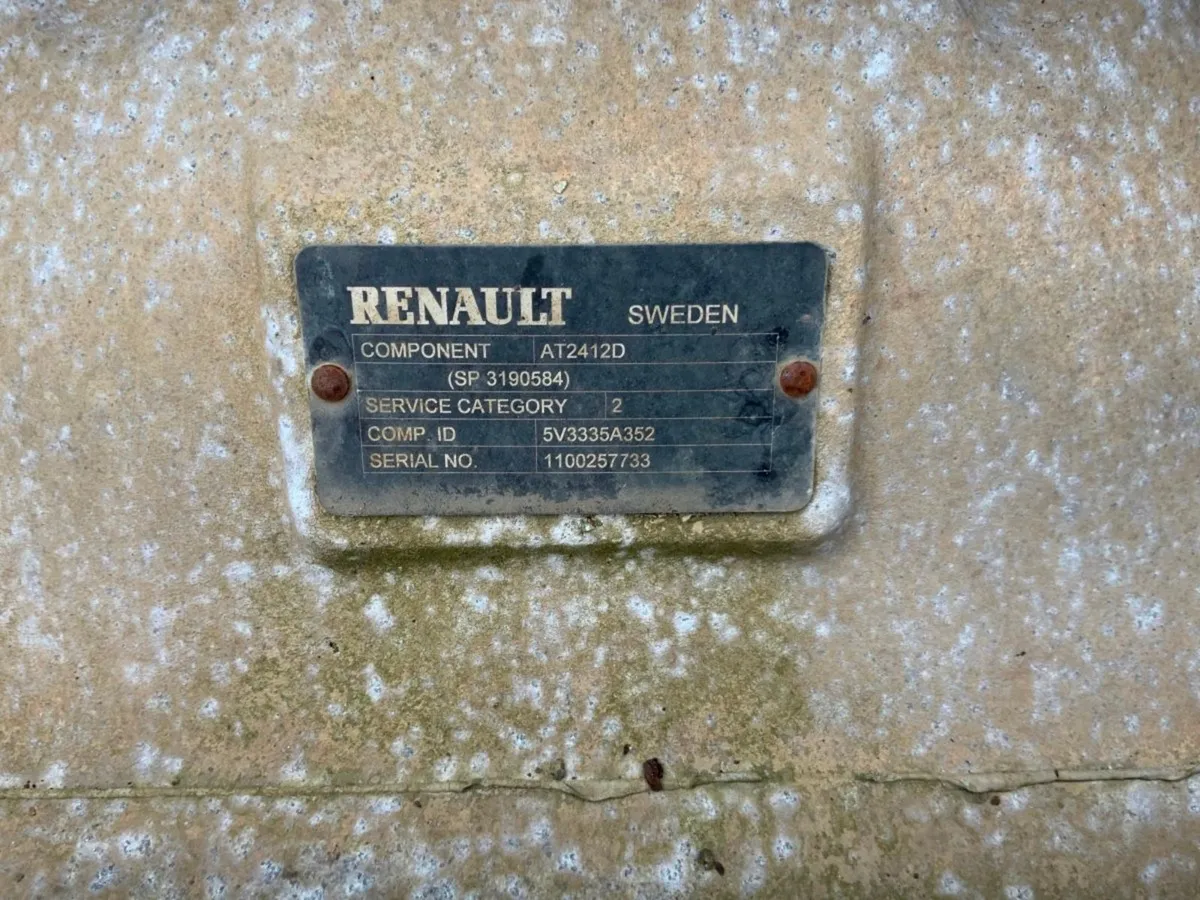 RENAULT SWEDEN
COMPONENT AT2412D
(SP 3190584)
SERVICE CATEGORY 2
COMP. ID 5V3335A352
SERIAL NO. 1100257733